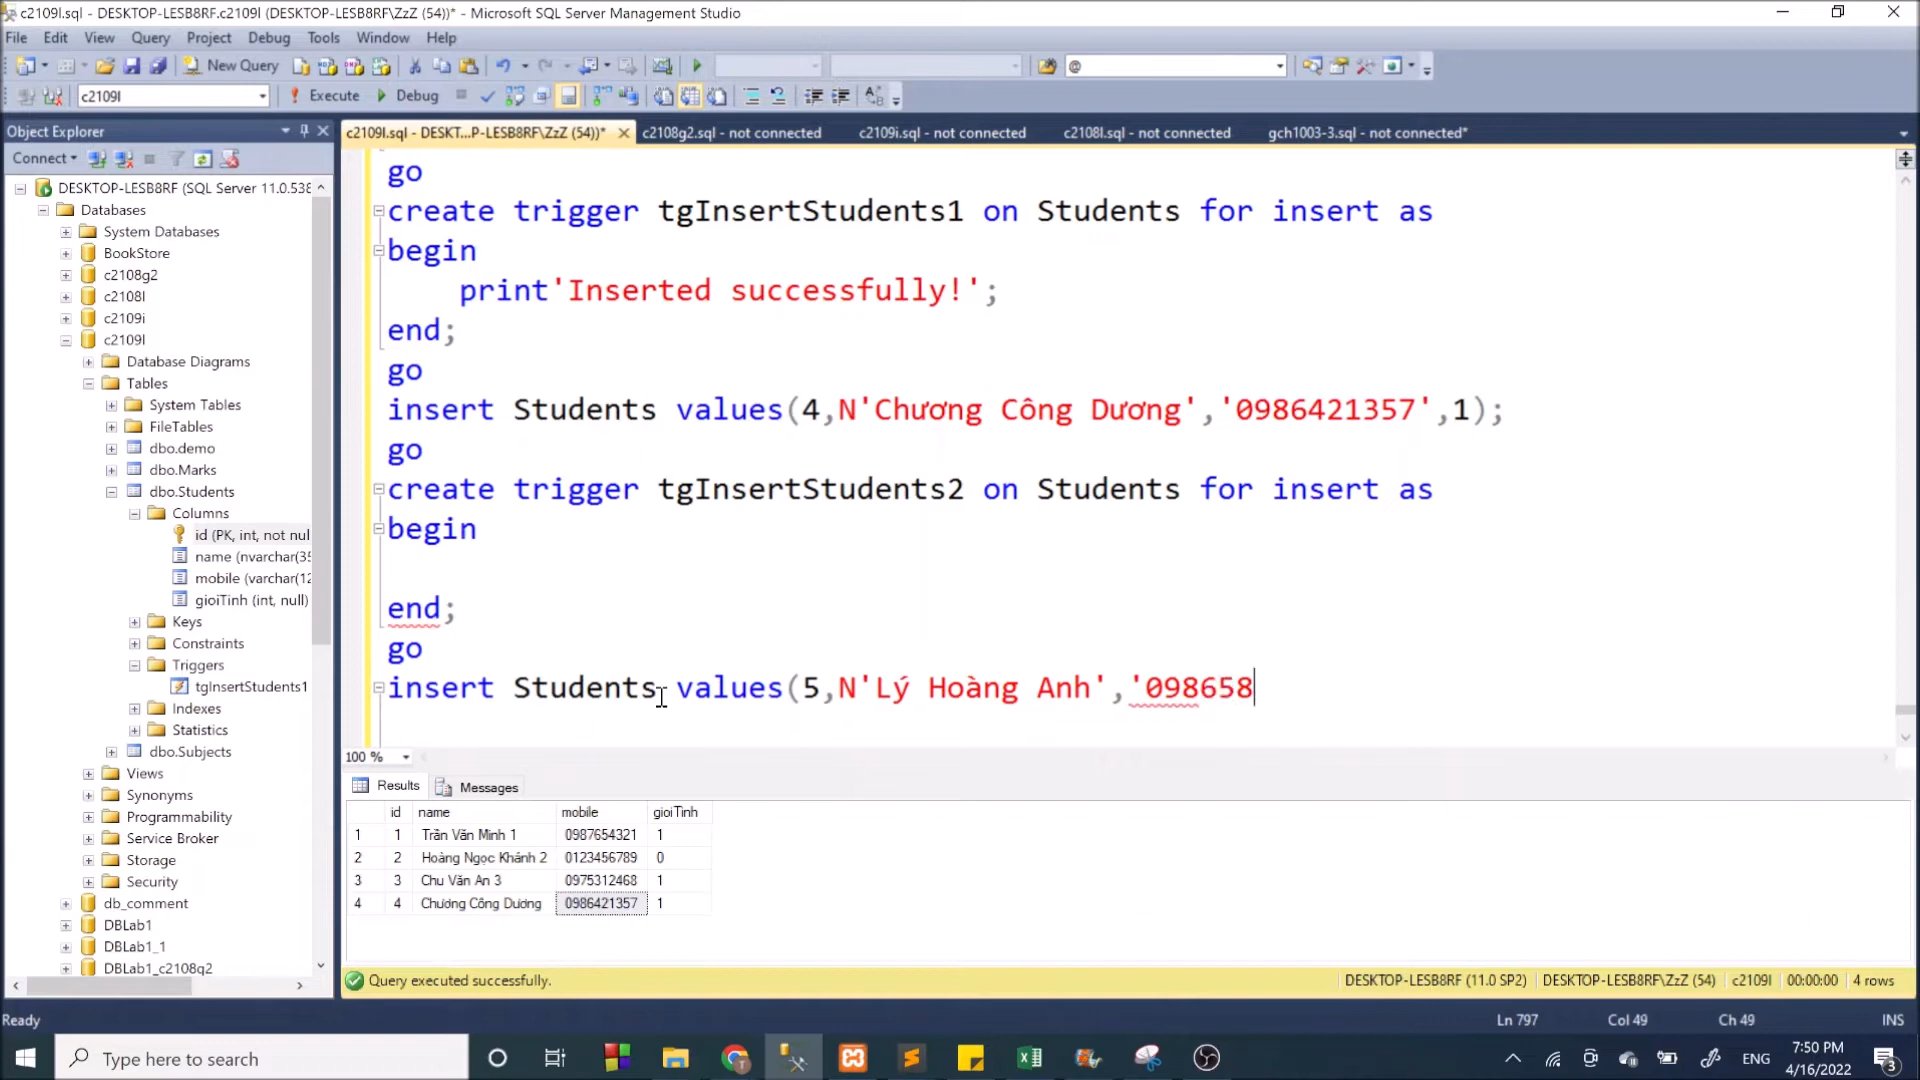 c2109l.sql - DESKTOP-LESB8RF.c2109l (DESKTOP-LESB8RF\ZzZ (54))* - Microsoft SQL Server Management Studio
File Edit View Query Project Debug Tools Window Help
New Query @
c2109l Execute Debug
Object Explorer
c2109l.sql - DESKT...P-LESB8RF\ZzZ (54))* c2108g2.sql - not connected c2109i.sql - not connected c2108l.sql - not connected gch1003-3.sql - not connected*
Connect
DESKTOP-LESB8RF (SQL Server 11.0.538
Databases
System Databases
BookStore
c2108g2
c2108l
c2109i
c2109l
Database Diagrams
Tables
System Tables
FileTables
dbo.demo
dbo.Marks
dbo.Students
Columns
id (PK, int, not nul
name (nvarchar(35
mobile (varchar(12
gioiTinh (int, null)
Keys
Constraints
Triggers
tgInsertStudents1
Indexes
Statistics
dbo.Subjects
Views
Synonyms
Programmability
Service Broker
Storage
Security
db_comment
DBLab1
DBLab1_1
DBLab1_c2108q2
go
create trigger tgInsertStudents1 on Students for insert as
begin
print'Inserted successfully!';
end;
go
insert Students values(4,N'Chương Công Dương','0986421357',1);
go
create trigger tgInsertStudents2 on Students for insert as
begin
end;
go
insert Students values(5,N'Lý Hoàng Anh','098658
100 %
Results Messages
id name mobile gioiTinh
1 1 Trần Văn Minh 1 0987654321 1
2 2 Hoàng Ngọc Khánh 2 0123456789 0
3 3 Chu Văn An 3 0975312468 1
4 4 Chương Công Dương 0986421357 1
Query executed successfully. DESKTOP-LESB8RF (11.0 SP2) DESKTOP-LESB8RF\ZzZ (54) c2109l 00:00:00 4 rows
Ready Ln 797 Col 49 Ch 49 INS
Type here to search ENG 7:50 PM
4/16/2022 3